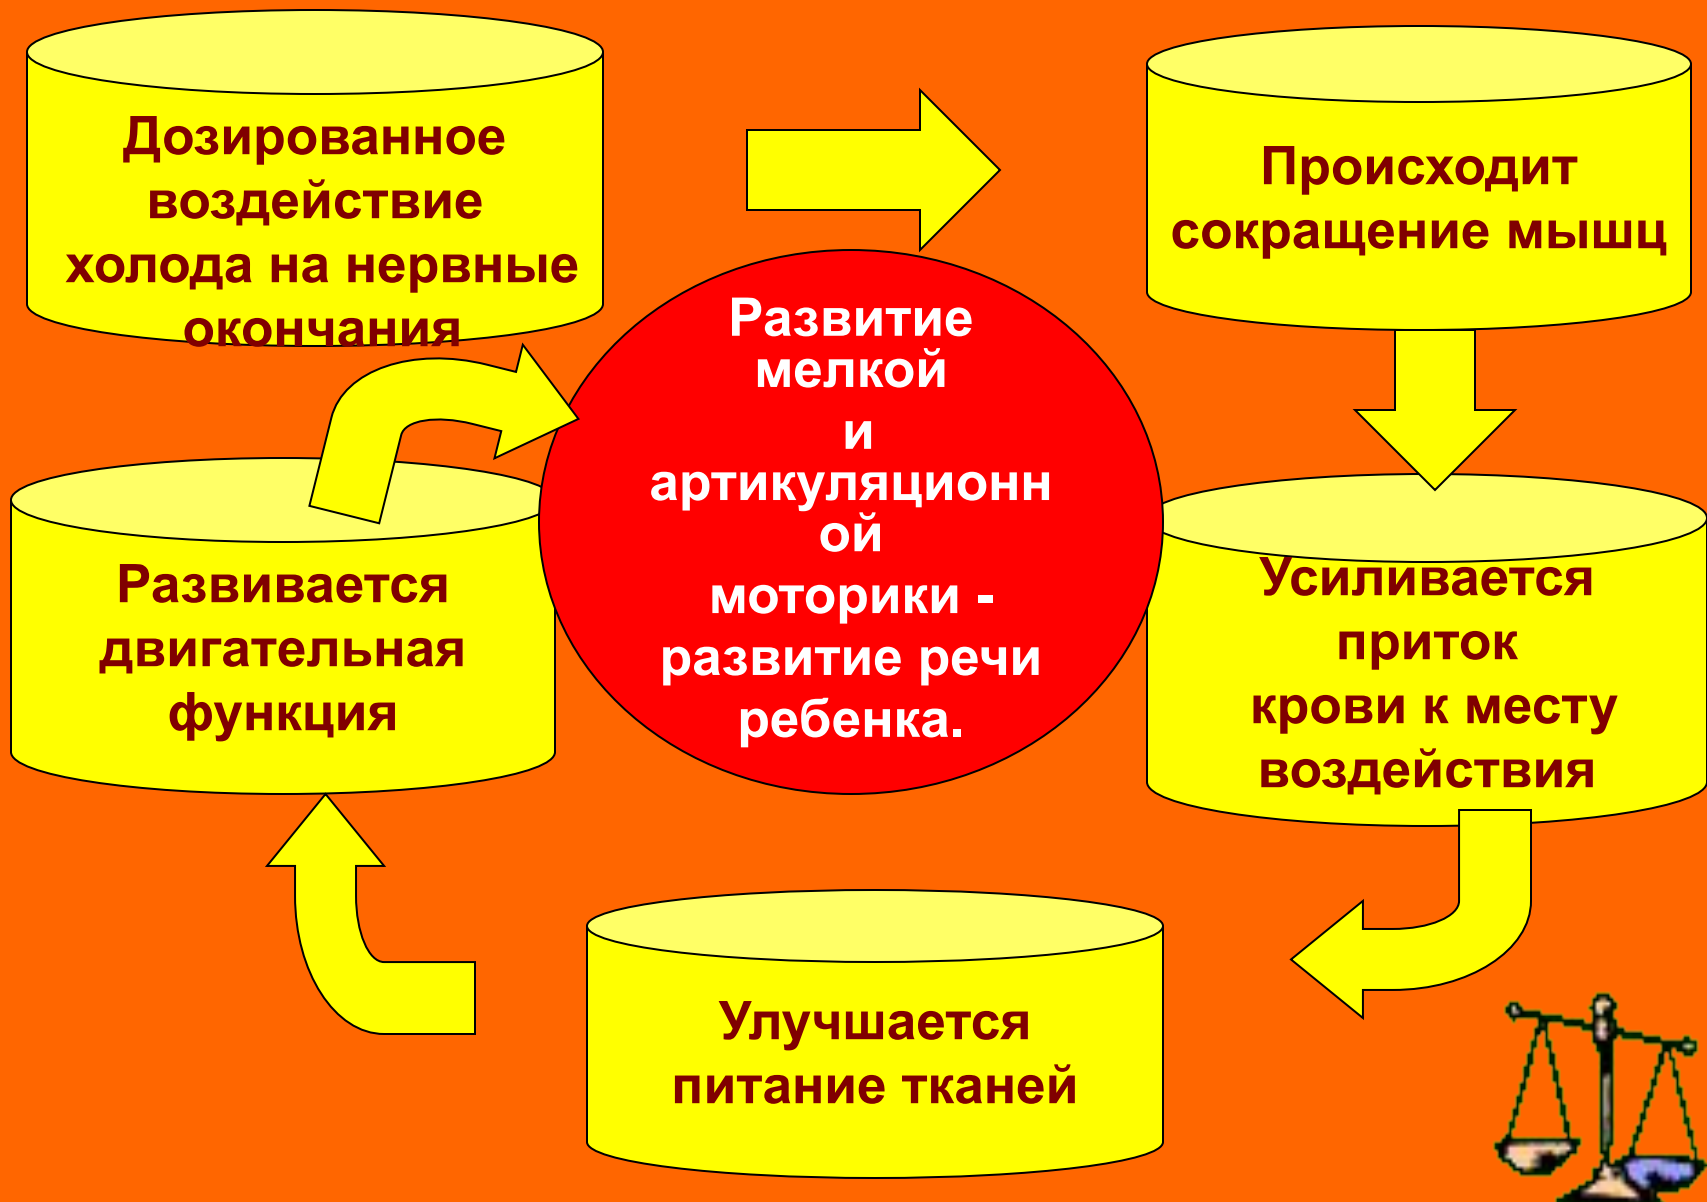 Дозированное
воздействие
холода на нервные
окончания
Происходит
сокращение мышц
Усиливается
приток
крови к месту
воздействия
Улучшается
питание тканей
Развивается
двигательная
функция
Развитие
мелкой
и
артикуляционн
ой
моторики -
развитие речи
ребенка.